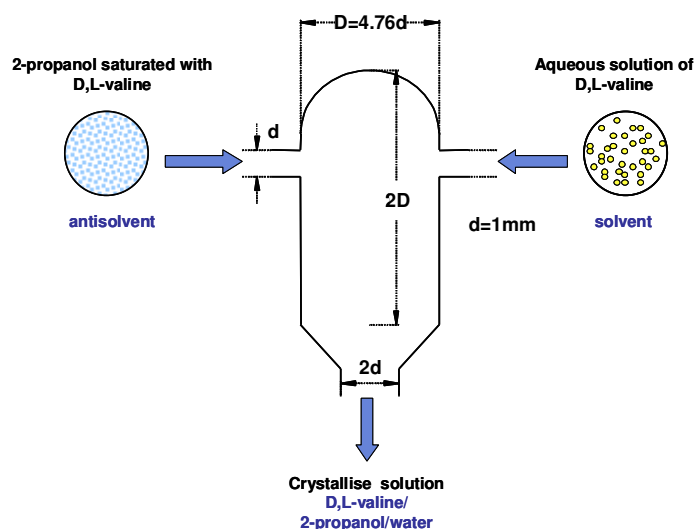 D=4.76d
2-propanol saturated with
D,L-valine
Aqueous solution of
D,L-valine
d
2D
antisolvent
d=1mm
solvent
2d
Crystallise solution
D,L-valine/
2-propanol/water